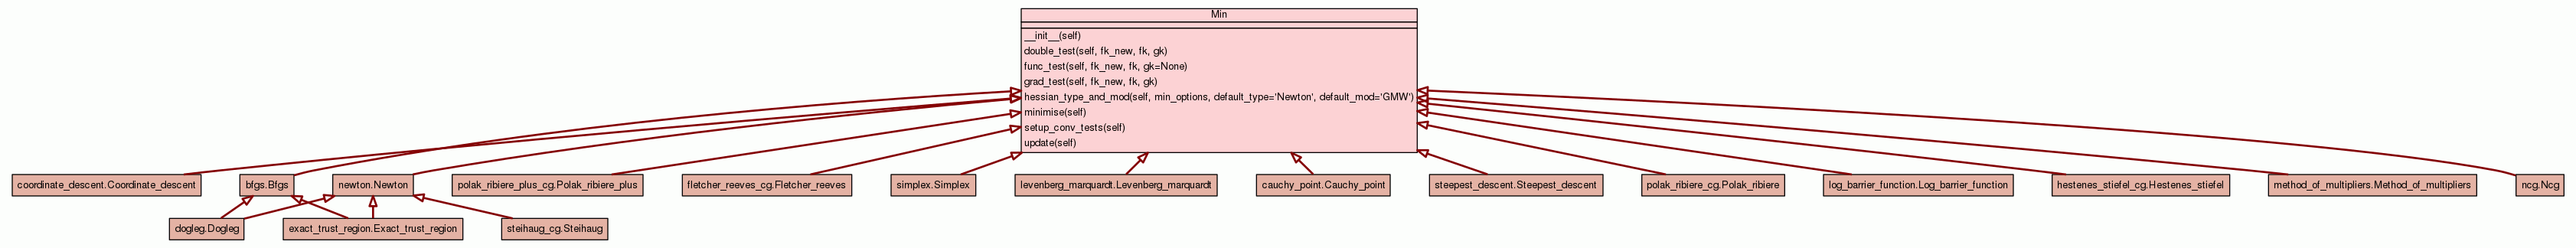 Min
__init__(self)
double_test(self, fk_new, fk, gk)
func_test(self, fk_new, fk, gk=None)
grad_test(self, fk_new, fk, gk)
hessian_type_and_mod(self, min_options, default_type='Newton', default_mod='GMW')
minimise(self)
setup_conv_tests(self)
update(self)
coordinate_descent.Coordinate_descent
bfgs.Bfgs
newton.Newton
polak_ribiere_plus_cg.Polak_ribiere_plus
fletcher_reeves_cg.Fletcher_reeves
simplex.Simplex
levenberg_marquardt.Levenberg_marquardt
cauchy_point.Cauchy_point
steepest_descent.Steepest_descent
polak_ribiere_cg.Polak_ribiere
log_barrier_function.Log_barrier_function
hestenes_stiefel_cg.Hestenes_stiefel
method_of_multipliers.Method_of_multipliers
ncg.Ncg
dogleg.Dogleg
exact_trust_region.Exact_trust_region
steihaug_cg.Steihaug